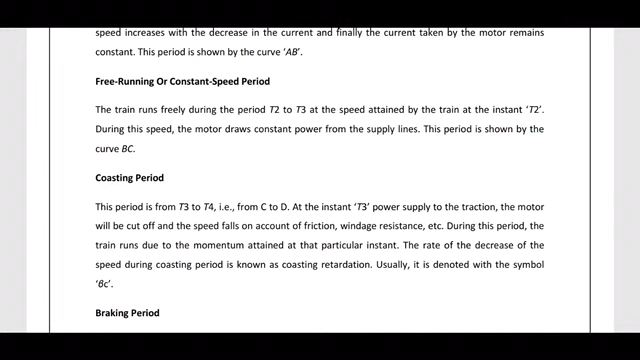 speed increases with the decrease in the current and finally the current taken by the motor remains
constant. This period is shown by the curve ‘AB’.
Free-Running Or Constant-Speed Period
The train runs freely during the period T2 to T3 at the speed attained by the train at the instant ‘T2’.
During this speed, the motor draws constant power from the supply lines. This period is shown by the
curve BC.
Coasting Period
This period is from T3 to T4, i.e., from C to D. At the instant ‘T3’ power supply to the traction, the motor
will be cut off and the speed falls on account of friction, windage resistance, etc. During this period, the
train runs due to the momentum attained at that particular instant. The rate of the decrease of the
speed during coasting period is known as coasting retardation. Usually, it is denoted with the symbol
‘βc’.
Braking Period